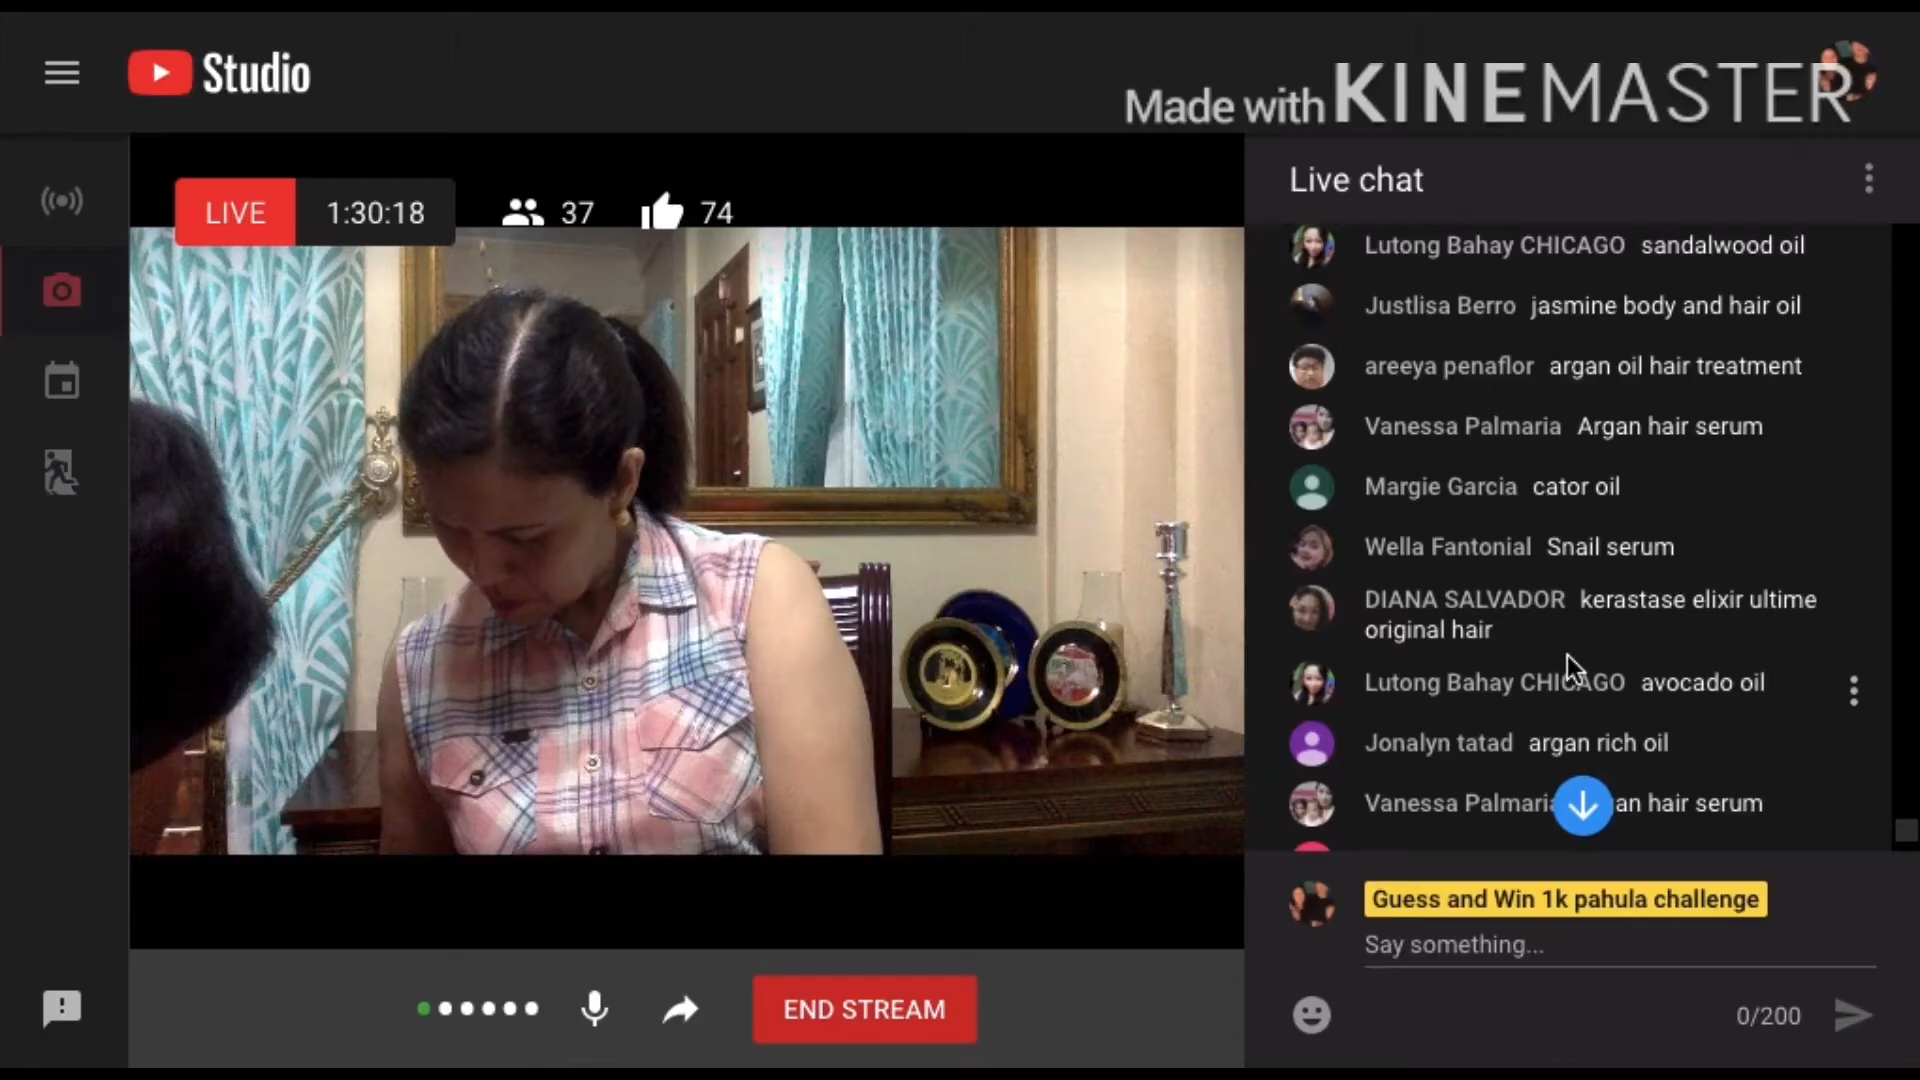 Studio
Made with KINEMASTER
LIVE 1:30:18 37 74
Live chat
Lutong Bahay CHICAGO sandalwood oil
Justlisa Berro jasmine body and hair oil
areeya penaflor argan oil hair treatment
Vanessa Palmaria Argan hair serum
Margie Garcia cator oil
Wella Fantonial Snail serum
DIANA SALVADOR kerastase elixir ultime
original hair
Lutong Bahay CHICAGO avocado oil
Jonalyn tatad argan rich oil
Vanessa hair serum
Guess and Win 1k pahula challenge
Say something...
END STREAM
0/200